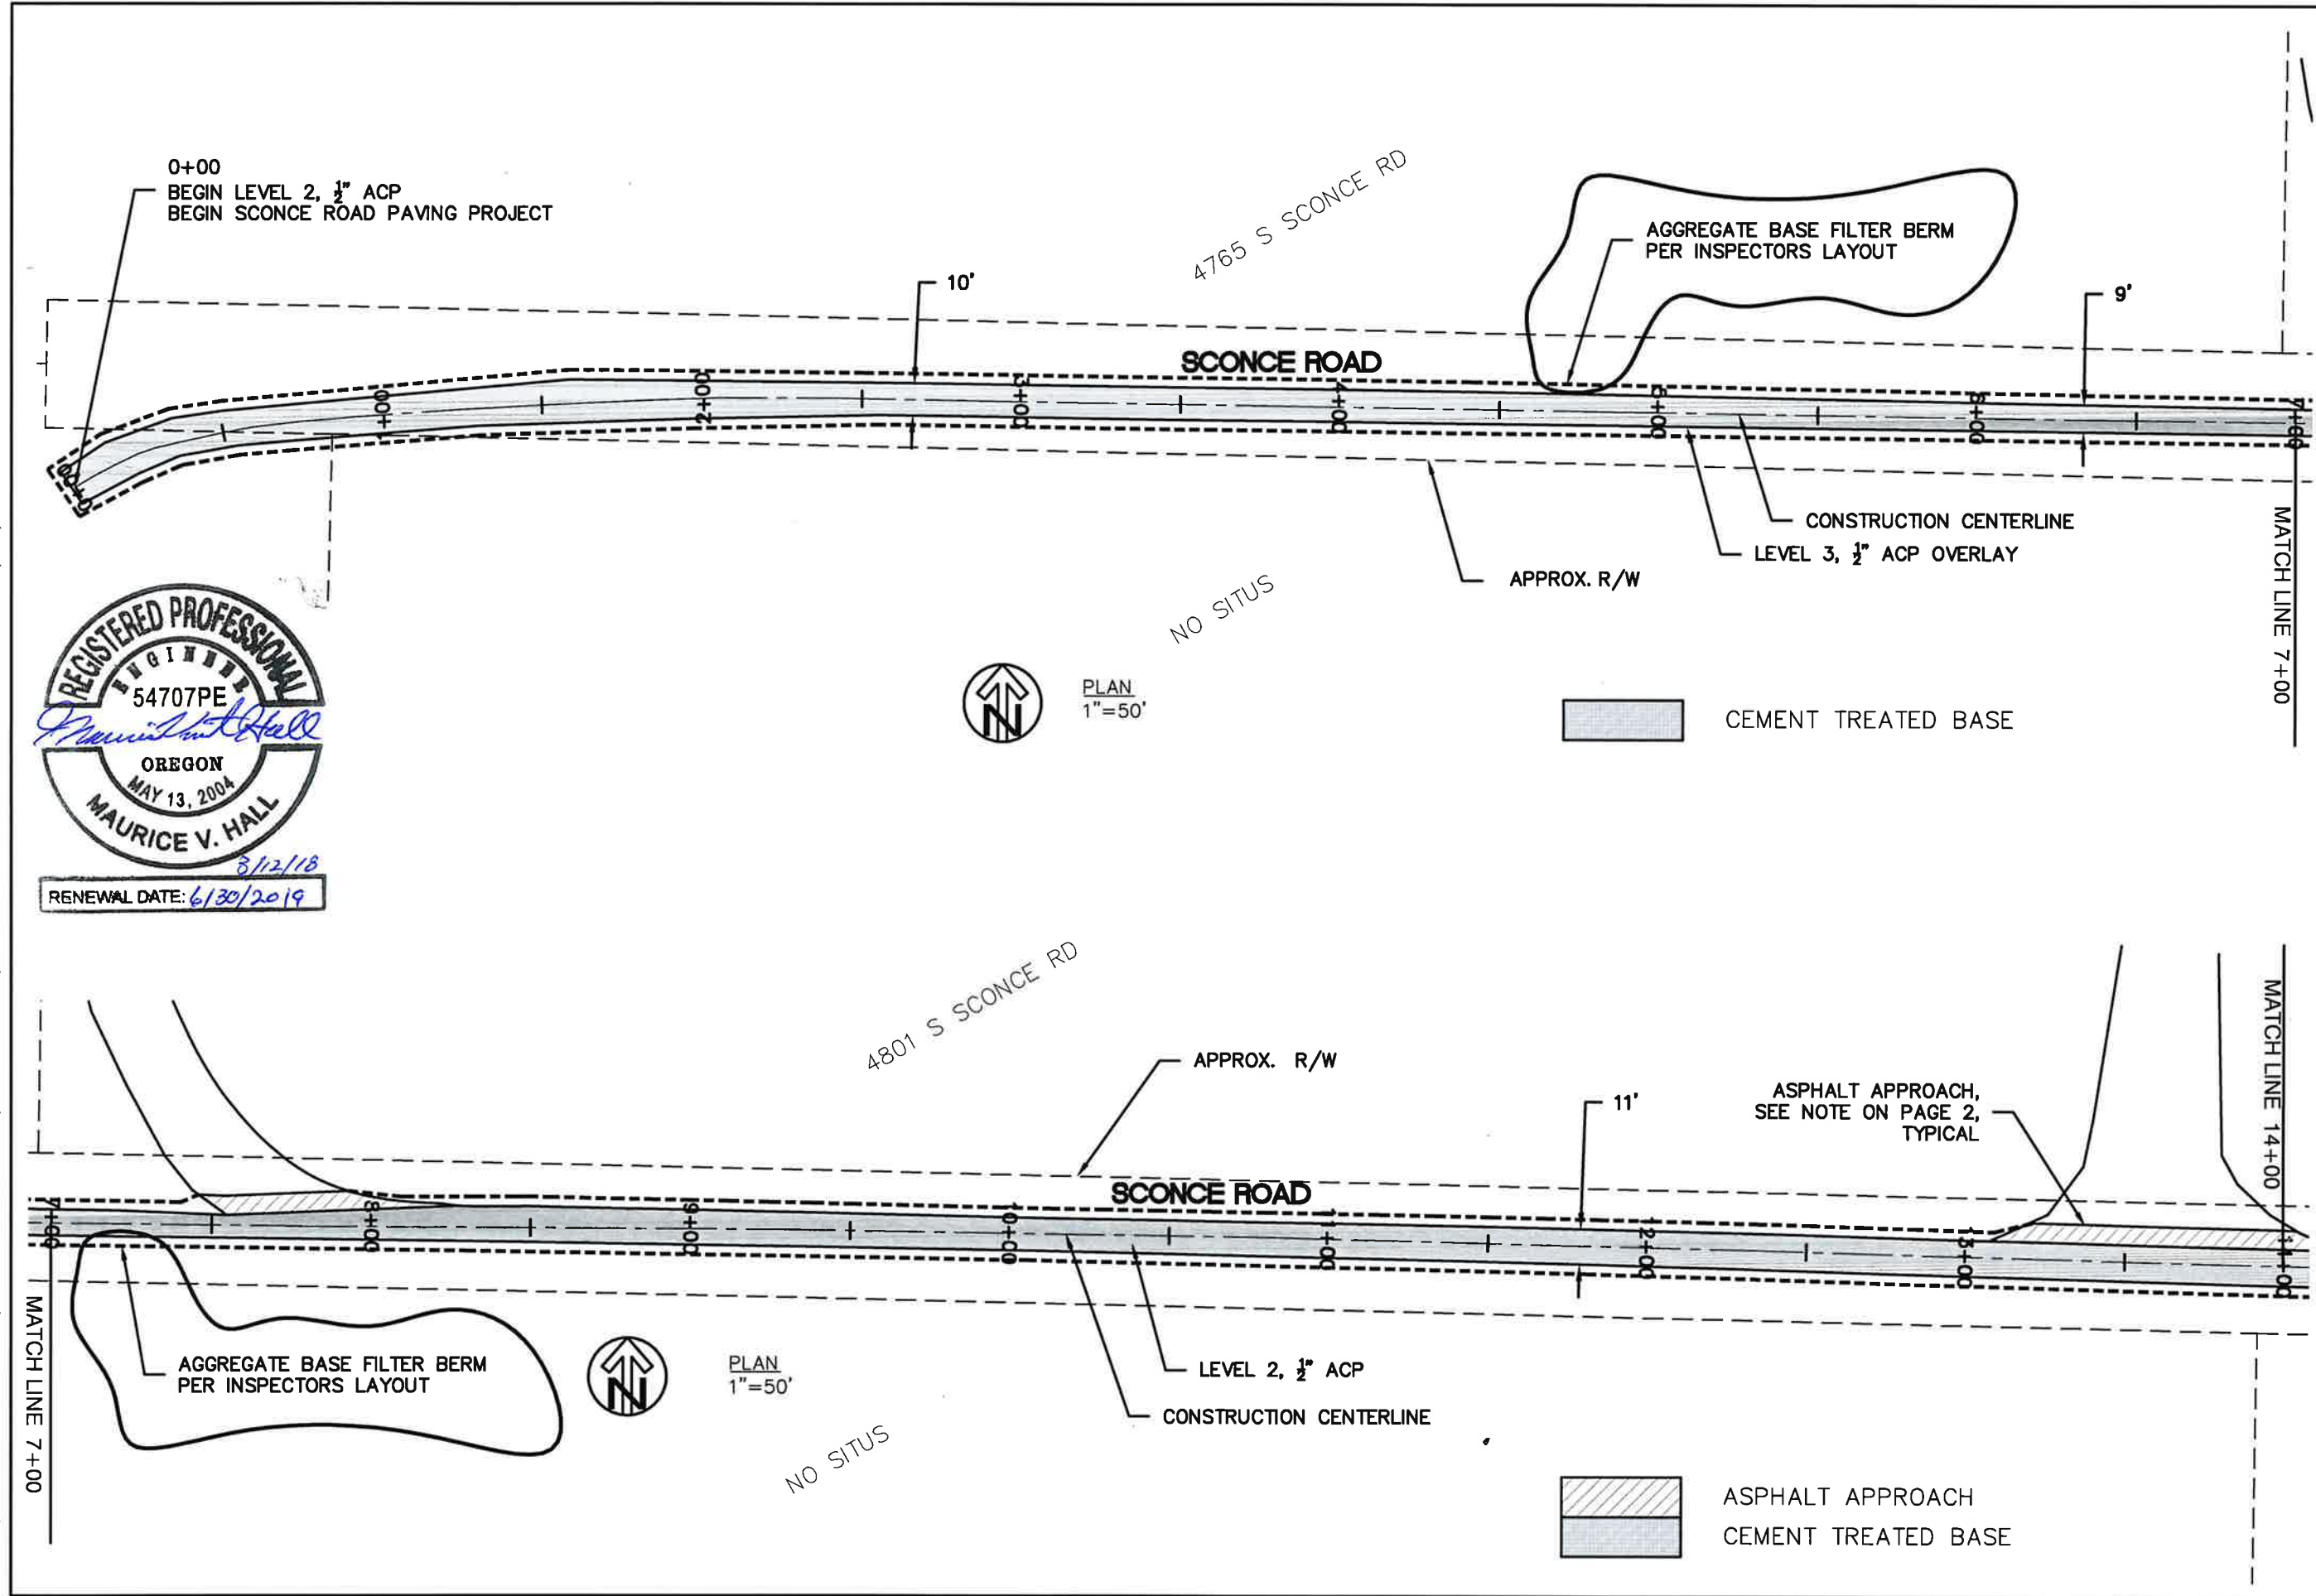 0+00
BEGIN LEVEL 2, ½" ACP
BEGIN SCONCE ROAD PAVING PROJECT
10'
4765 S SCONCE RD
AGGREGATE BASE FILTER BERM
PER INSPECTORS LAYOUT
9'
SCONCE ROAD
0+00
1+00
2+00
3+00
4+00
5+00
6+00
7+00
CONSTRUCTION CENTERLINE
LEVEL 3, ½" ACP OVERLAY
APPROX. R/W
NO SITUS
MATCH LINE 7+00
PLAN
1"=50'
N
CEMENT TREATED BASE
REGISTERED PROFESSIONAL
ENGINEER
54707PE
OREGON
MAY 13, 2004
MAURICE V. HALL
3/12/18
RENEWAL DATE: 6/30/2019
4801 S SCONCE RD
APPROX. R/W
11'
ASPHALT APPROACH,
SEE NOTE ON PAGE 2,
TYPICAL
MATCH LINE 14+00
SCONCE ROAD
7+00
8+00
9+00
10+00
11+00
12+00
13+00
14+00
MATCH LINE 7+00
AGGREGATE BASE FILTER BERM
PER INSPECTORS LAYOUT
N
PLAN
1"=50'
LEVEL 2, ½" ACP
CONSTRUCTION CENTERLINE
NO SITUS
ASPHALT APPROACH
CEMENT TREATED BASE